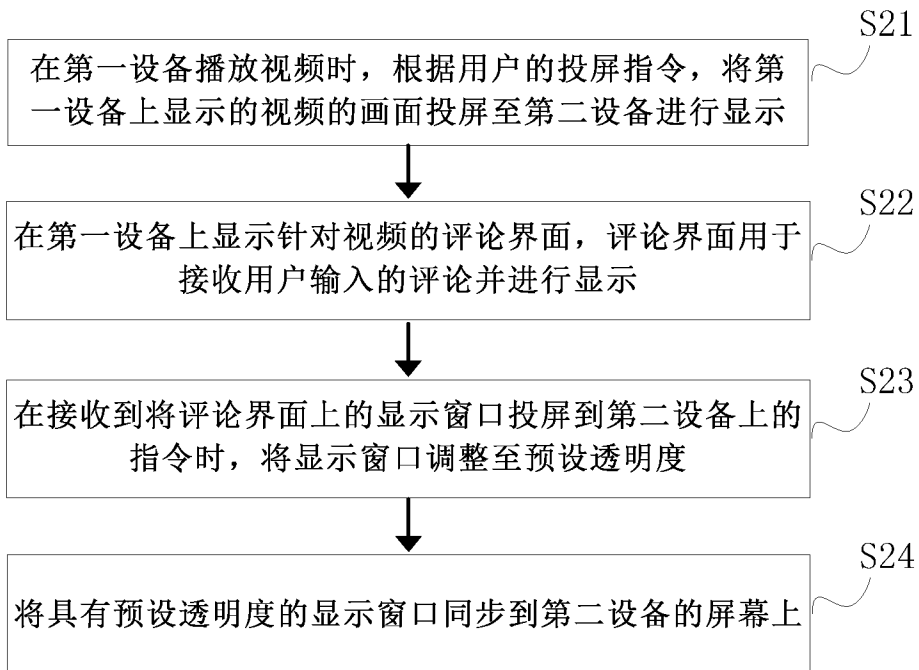 S21
在第一设备播放视频时，根据用户的投屏指令，将第
一设备上显示的视频的画面投屏至第二设备进行显示
S22
在第一设备上显示针对视频的评论界面，评论界面用于
接收用户输入的评论并进行显示
S23
在接收到将评论界面上的显示窗口投屏到第二设备上的
指令时，将显示窗口调整至预设透明度
S24
将具有预设透明度的显示窗口同步到第二设备的屏幕上